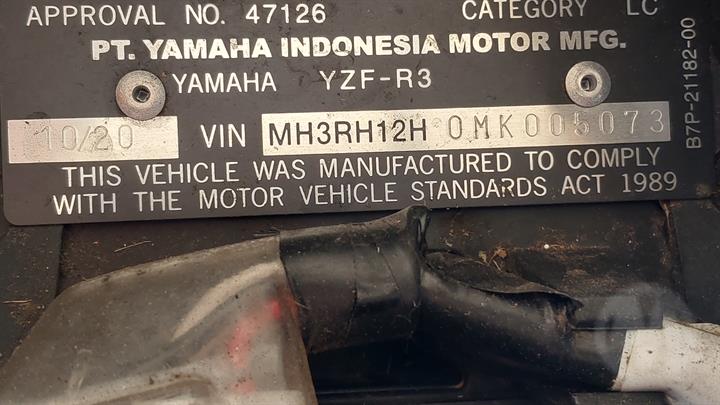 APPROVAL NO. 47126 CATEGORY LC
PT. YAMAHA INDONESIA MOTOR MFG.
YAMAHA YZF-R3
10/20 VIN MH3RH12H0MK005073
THIS VEHICLE WAS MANUFACTURED TO COMPLY
WITH THE MOTOR VEHICLE STANDARDS ACT 1989
B7P-21182-00